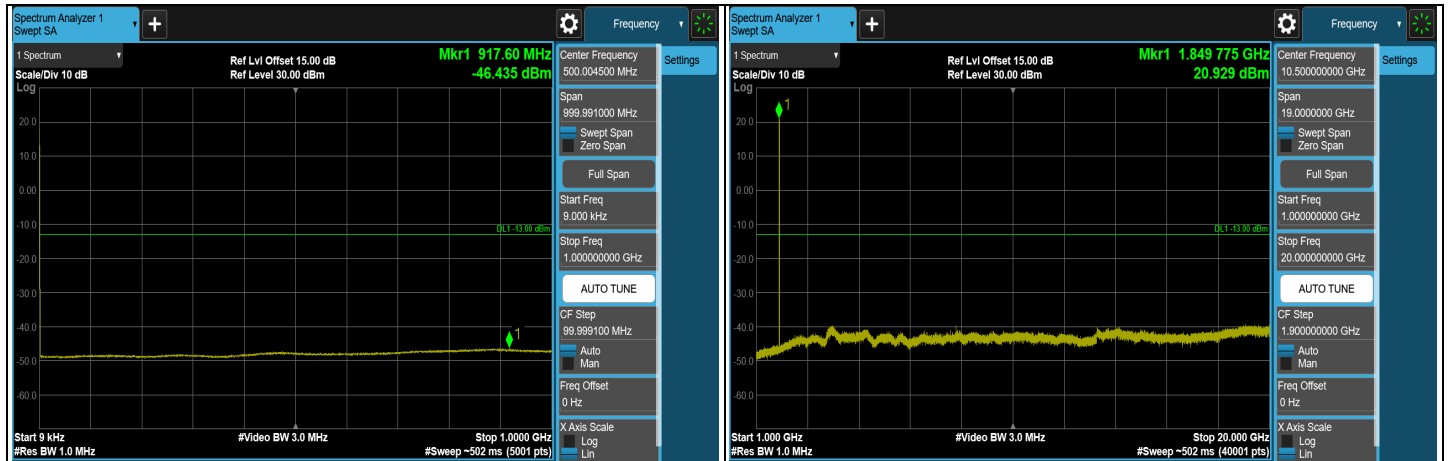 Spectrum Analyzer 1
Swept SA
+
Frequency
1 Spectrum
Scale/Div 10 dB
Log
Ref Lvl Offset 15.00 dB
Ref Level 30.00 dBm
Mkr1 917.60 MHz
-46.435 dBm
1
20.0
10.0
0.00
-10.0
-20.0
-30.0
-40.0
-50.0
-60.0
DL1 -13.00 dBm
Start 9 kHz
#Res BW 1.0 MHz
#Video BW 3.0 MHz
Stop 1.0000 GHz
#Sweep ~502 ms (5001 pts)
Center Frequency
500.004500 MHz
Settings
Span
999.991000 MHz
Swept Span
Zero Span
Full Span
Start Freq
9.000 kHz
Stop Freq
1.000000000 GHz
AUTO TUNE
CF Step
99.999100 MHz
Auto
Man
Freq Offset
0 Hz
X Axis Scale
Log
Lin
Spectrum Analyzer 1
Swept SA
+
Frequency
1 Spectrum
Scale/Div 10 dB
Log
Ref Lvl Offset 15.00 dB
Ref Level 30.00 dBm
Mkr1 1.849 775 GHz
20.929 dBm
1
20.0
10.0
0.00
-10.0
-20.0
-30.0
-40.0
-50.0
-60.0
DL1 -13.00 dBm
Start 1.000 GHz
#Res BW 1.0 MHz
#Video BW 3.0 MHz
Stop 20.000 GHz
#Sweep ~502 ms (40001 pts)
Center Frequency
10.500000000 GHz
Settings
Span
19.0000000 GHz
Swept Span
Zero Span
Full Span
Start Freq
1.000000000 GHz
Stop Freq
20.000000000 GHz
AUTO TUNE
CF Step
1.900000000 GHz
Auto
Man
Freq Offset
0 Hz
X Axis Scale
Log
Lin